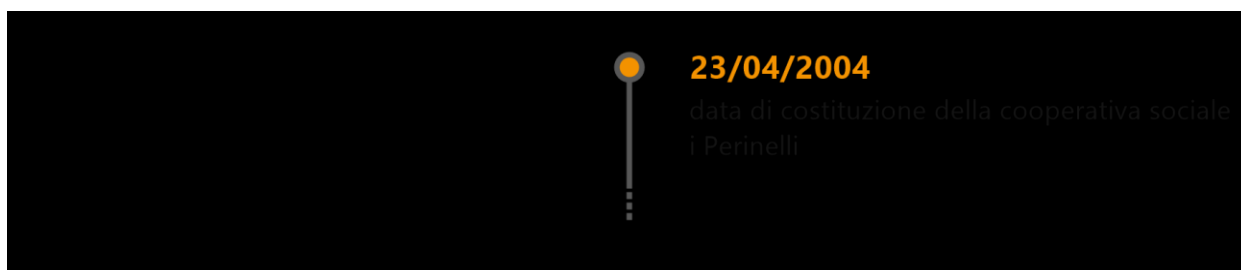 23/04/2004
data di costituzione della cooperativa sociale
i Perinelli